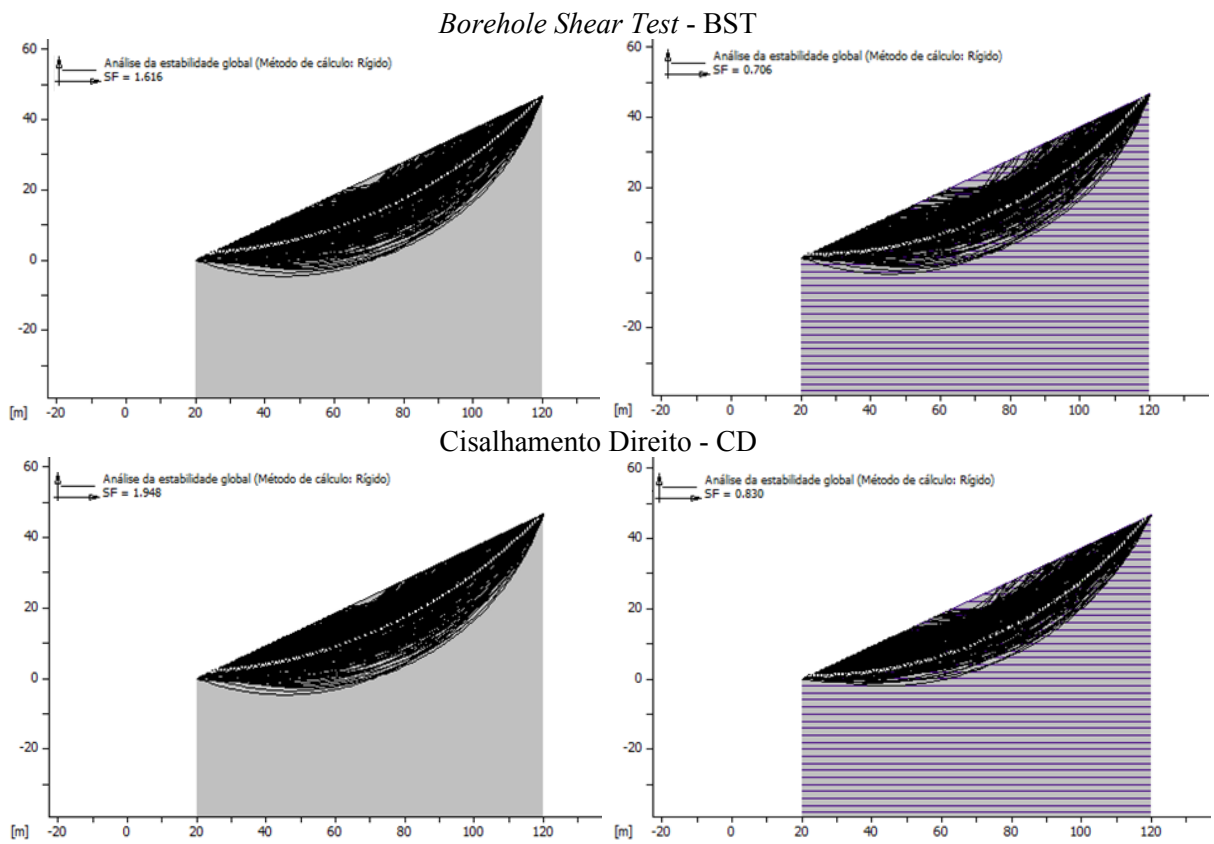 Borehole Shear Test - BST
60
40
20
0
-20
[m]
Análise da estabilidade global (Método de cálculo: Rígido)
SF = 1.616
-20 0 20 40 60 80 100 120
60
40
20
0
-20
[m]
Análise da estabilidade global (Método de cálculo: Rígido)
SF = 0.706
-20 0 20 40 60 80 100 120
Cisalhamento Direito - CD
60
40
20
0
-20
[m]
Análise da estabilidade global (Método de cálculo: Rígido)
SF = 1.948
-20 0 20 40 60 80 100 120
60
40
20
0
-20
[m]
Análise da estabilidade global (Método de cálculo: Rígido)
SF = 0.830
-20 0 20 40 60 80 100 120